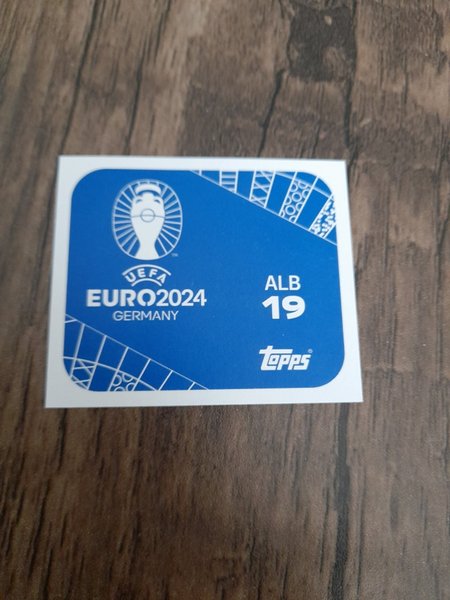 UEFA
EURO2024
GERMANY
ALB
19
Topps